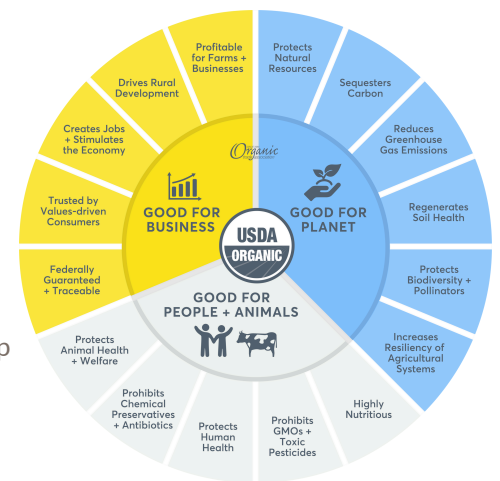 Profitable
for Farms +
Businesses
Protects
Natural
Resources
Sequesters
Carbon
Reduces
Greenhouse
Gas Emissions
Regenerates
Soil Health
Protects
Biodiversity +
Pollinators
Increases
Resiliency of
Agricultural
Systems
Highly
Nutritious
Prohibits
GMOs +
Toxic
Pesticides
Protects
Human
Health
Prohibits
Chemical
Preservatives
+ Antibiotics
Protects
Animal Health
+ Welfare
Federally
Guaranteed
+ Traceable
Trusted by
Values-driven
Consumers
Creates Jobs
+ Stimulates
the Economy
Drives Rural
Development
Organic
GOOD FOR
BUSINESS
GOOD FOR
PLANET
USDA
ORGANIC
GOOD FOR
PEOPLE + ANIMALS
p